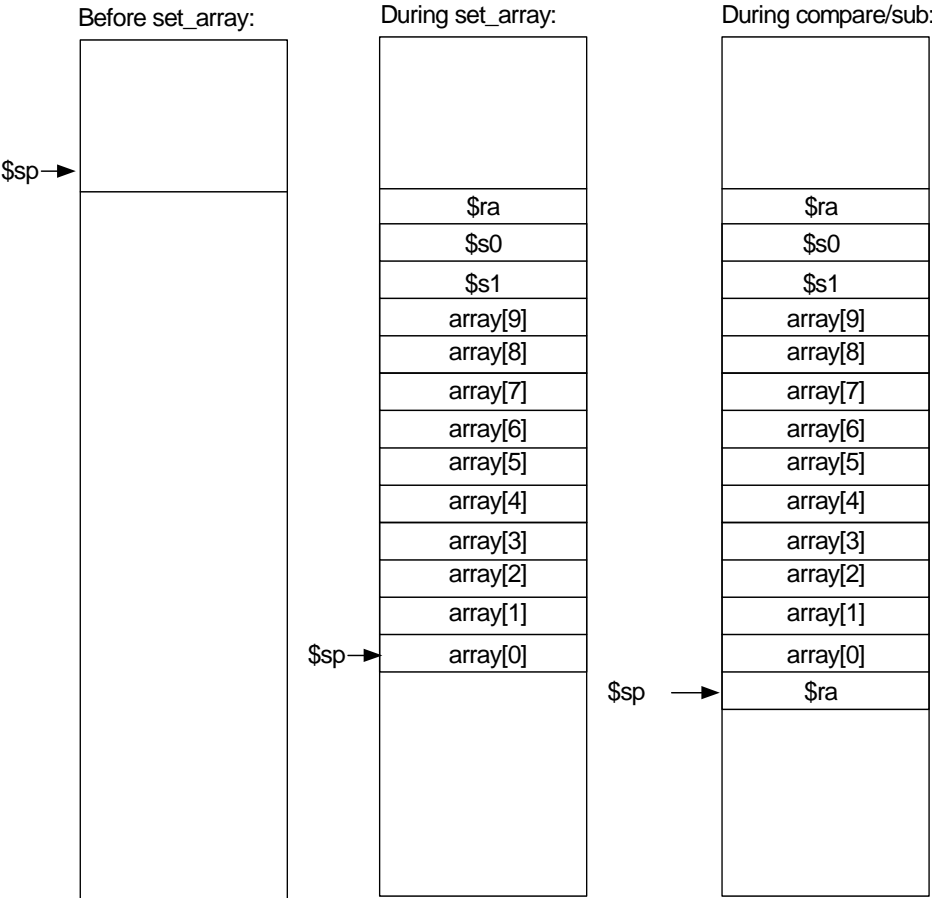 Before set_array:
During set_array:
During compare/sub:
$sp
$ra
$s0
$s1
array[9]
array[8]
array[7]
array[6]
array[5]
array[4]
array[3]
array[2]
array[1]
$sp
array[0]
$ra
$s0
$s1
array[9]
array[8]
array[7]
array[6]
array[5]
array[4]
array[3]
array[2]
array[1]
array[0]
$sp
$ra